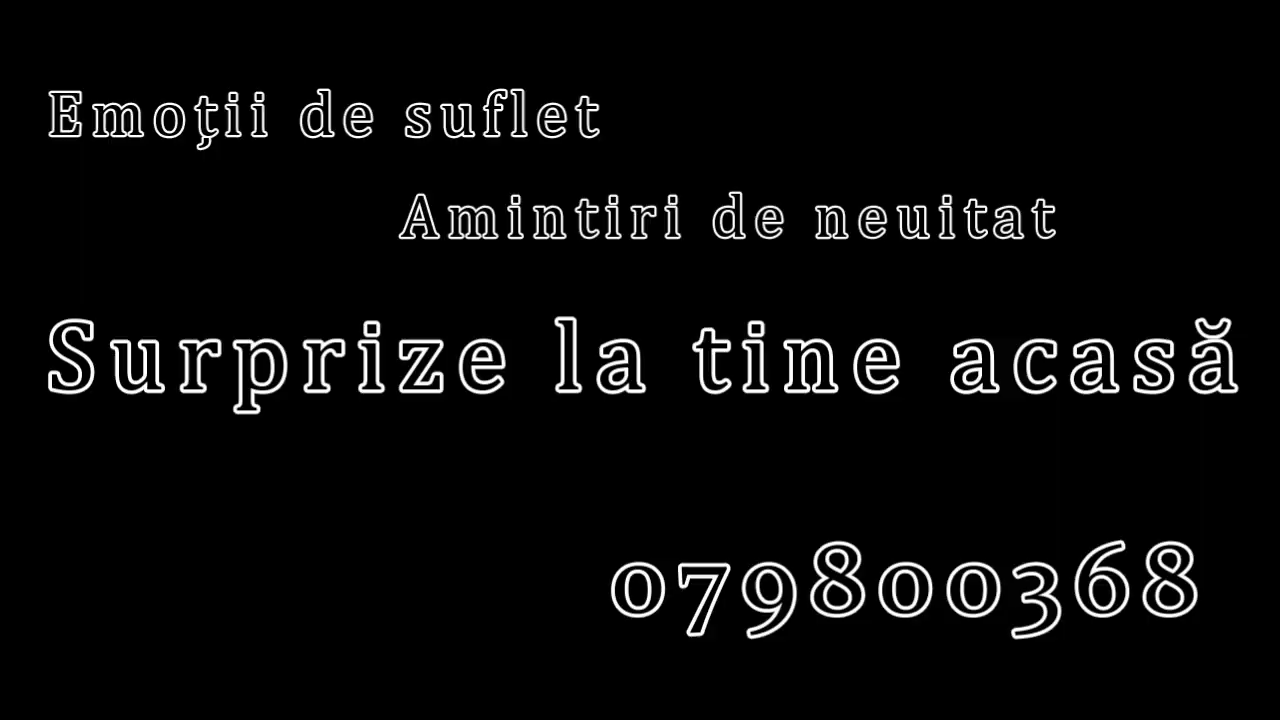 Emoţii de suflet
Amintiri de neuitat
Surprize la tine acasă
079800368